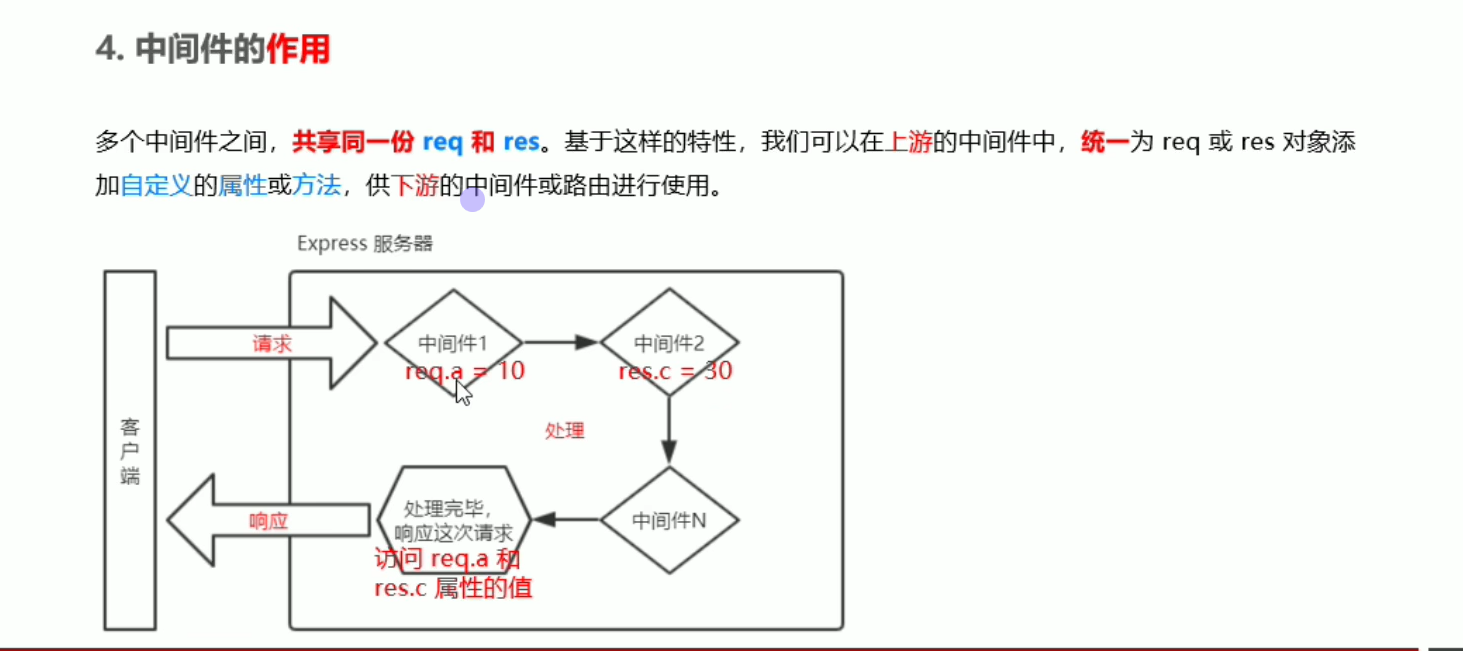 4. 中间件的作用
多个中间件之间，共享同一份 req 和 res。基于这样的特性，我们可以在上游的中间件中，统一为 req 或 res 对象添
加自定义的属性或方法，供下游的中间件或路由进行使用。
Express 服务器
客
户
端
请求
中间件1
req.a = 10
中间件2
res.c = 30
处理
响应
处理完毕，
响应这次请求
访问 req.a 和
res.c 属性的值
中间件N